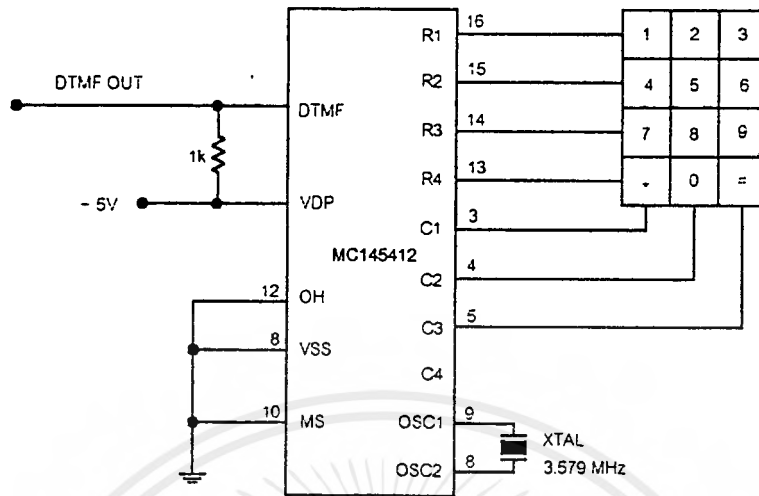 DTMF OUT
1k
- 5V
DTMF
VDP
12 OH
8 VSS
10 MS
MC145412
R1 16
R2 15
R3 14
R4 13
C1 3
C2 4
C3 5
C4
OSC1 9
OSC2 8
XTAL
3.579 MHz
1 2 3
4 5 6
7 8 9
* 0 =